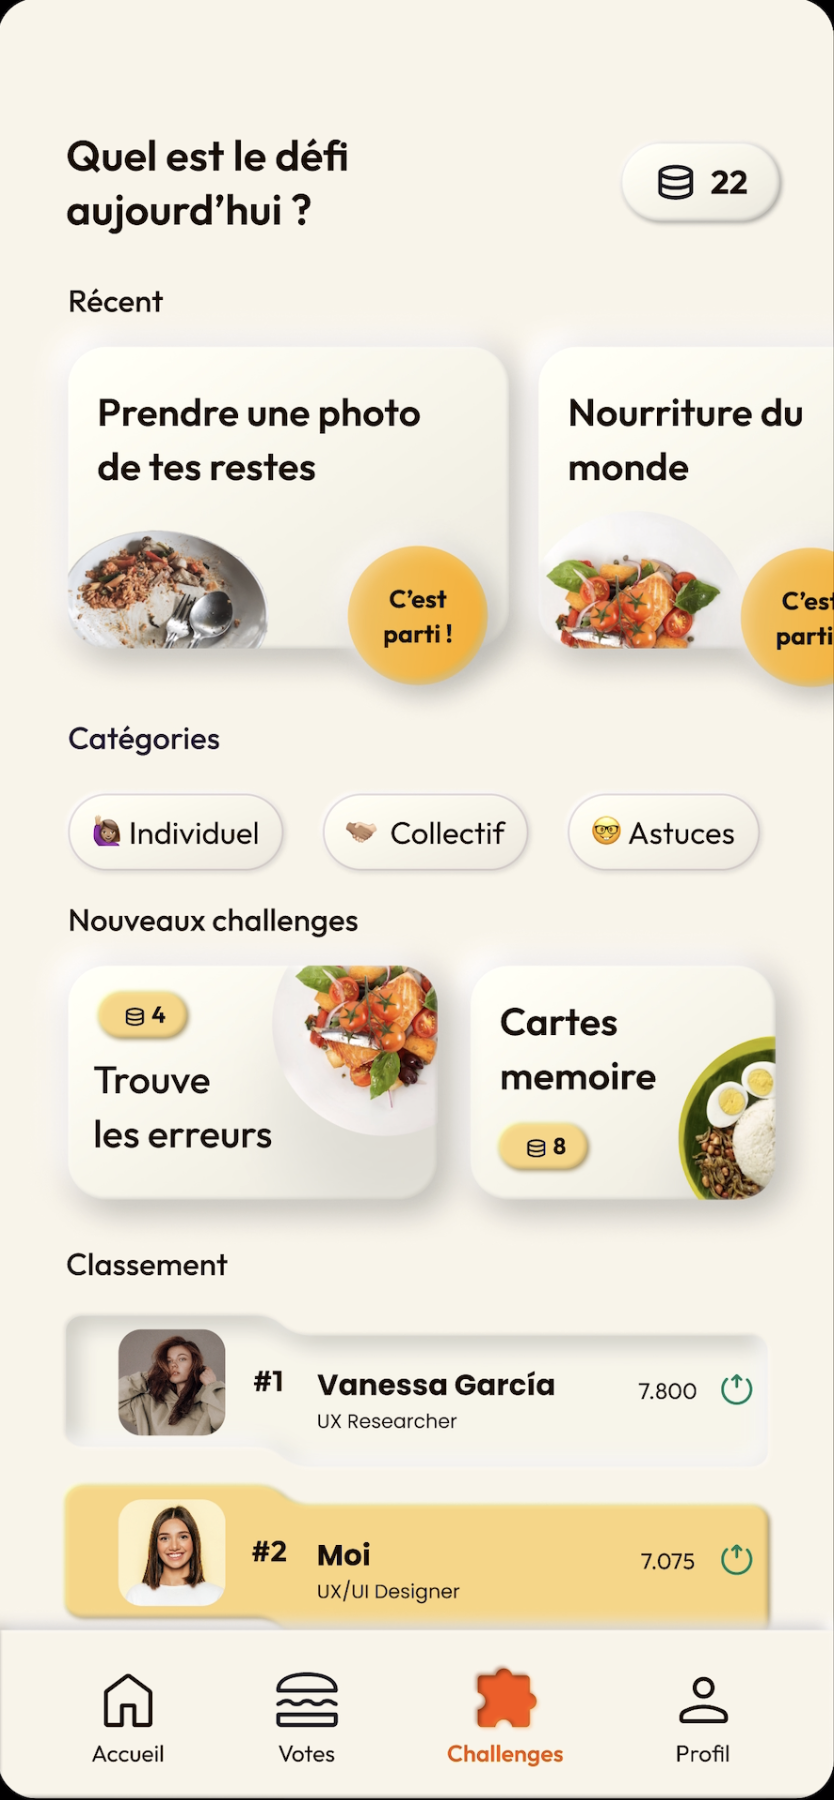 Quel est le défi
aujourd’hui ?
22
Récent
Prendre une photo
de tes restes
C’est
parti !
Nourriture du
monde
C’est
parti
Catégories
Individuel
Collectif
Astuces
Nouveaux challenges
4
Trouve
les erreurs
Cartes
memoire
8
Classement
#1
Vanessa García
UX Researcher
7.800
#2
Moi
UX/UI Designer
7.075
Accueil
Votes
Challenges
Profil